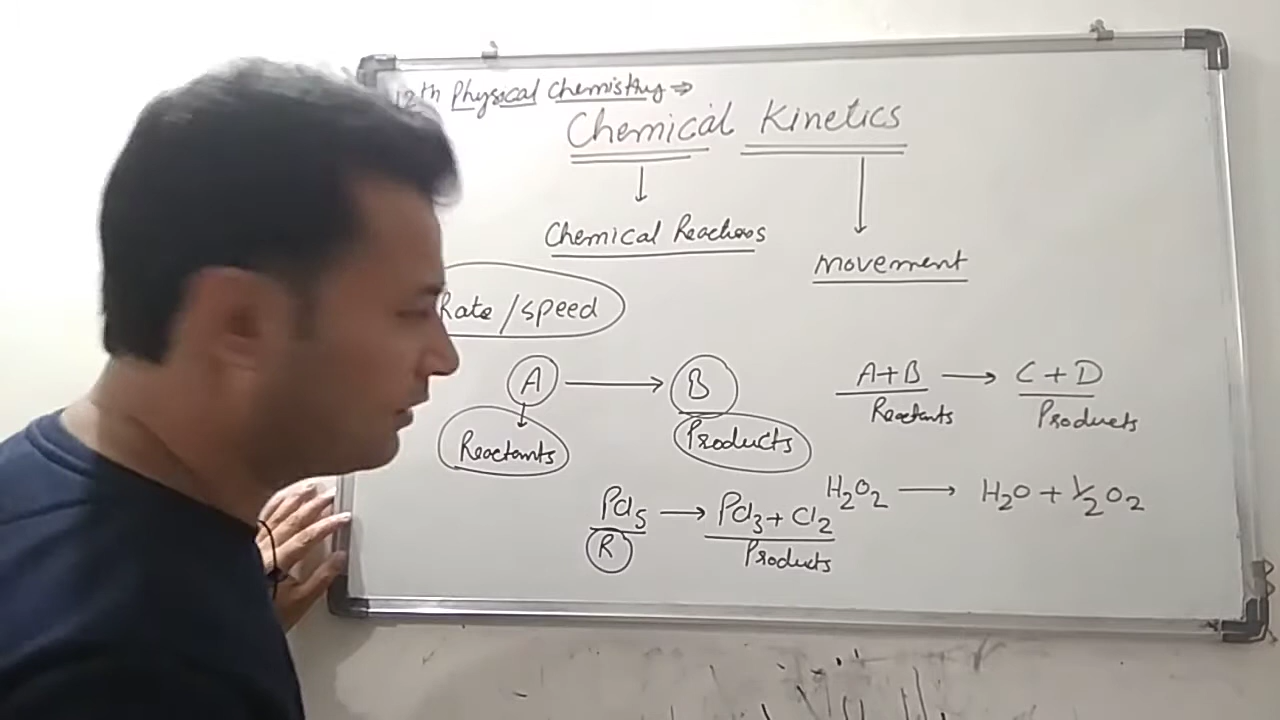 12th Physical Chemistry ⇒
Chemical Kinetics
↓ ↓
Chemical Reactions
Movement
Rate/speed
A → B
Reactants
Products
A+B → C+D
Reactants Products
PCl5 → PCl3 + Cl2
R Products
H2O2 → H2O + 1/2 O2